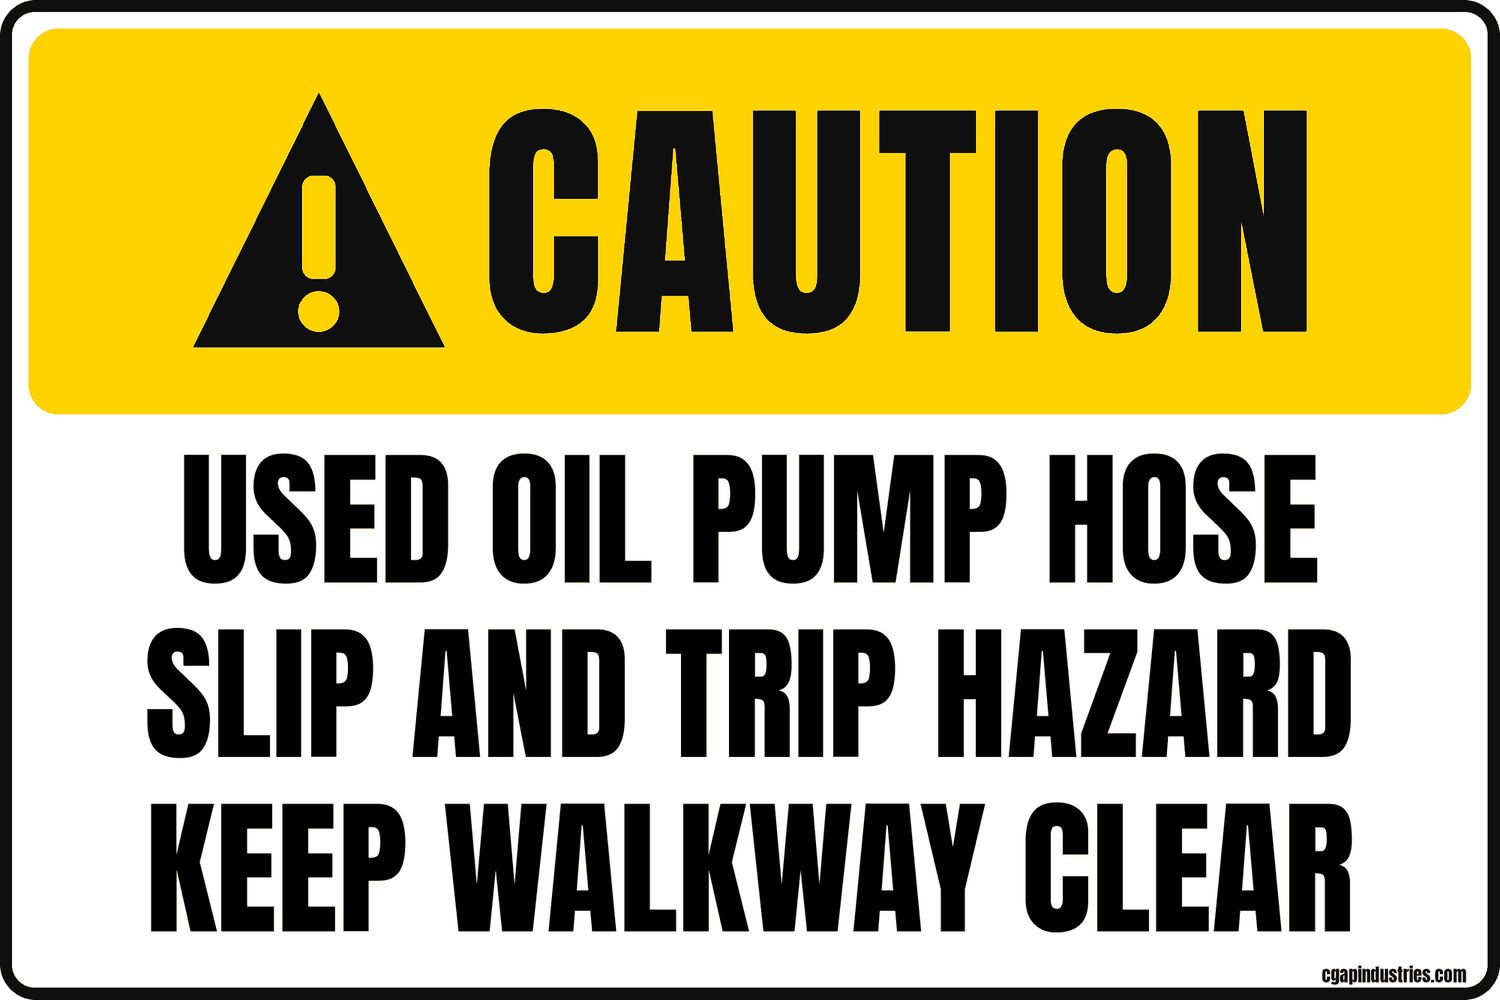 CAUTION
USED OIL PUMP HOSE
SLIP AND TRIP HAZARD
KEEP WALKWAY CLEAR
cgapindustries.com